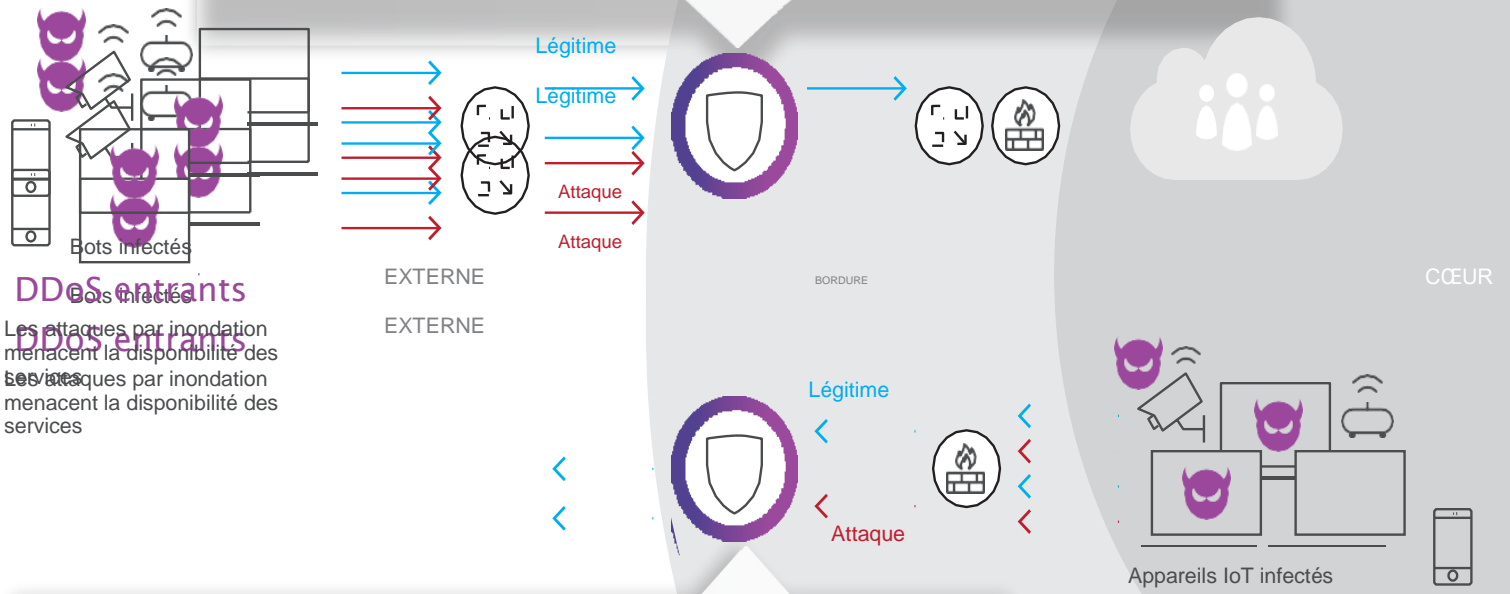 Légitime
Légitime
Attaque
Attaque
Bots infectés
DDoS entrants
Bots infectés
EXTERNE
BORDURE
CŒUR
Les attaques par inondation
menacent la disponibilité des
services
DDoS entrants
EXTERNE
Les attaques par inondation
menacent la disponibilité des
services
Légitime
Attaque
Appareils IoT infectés